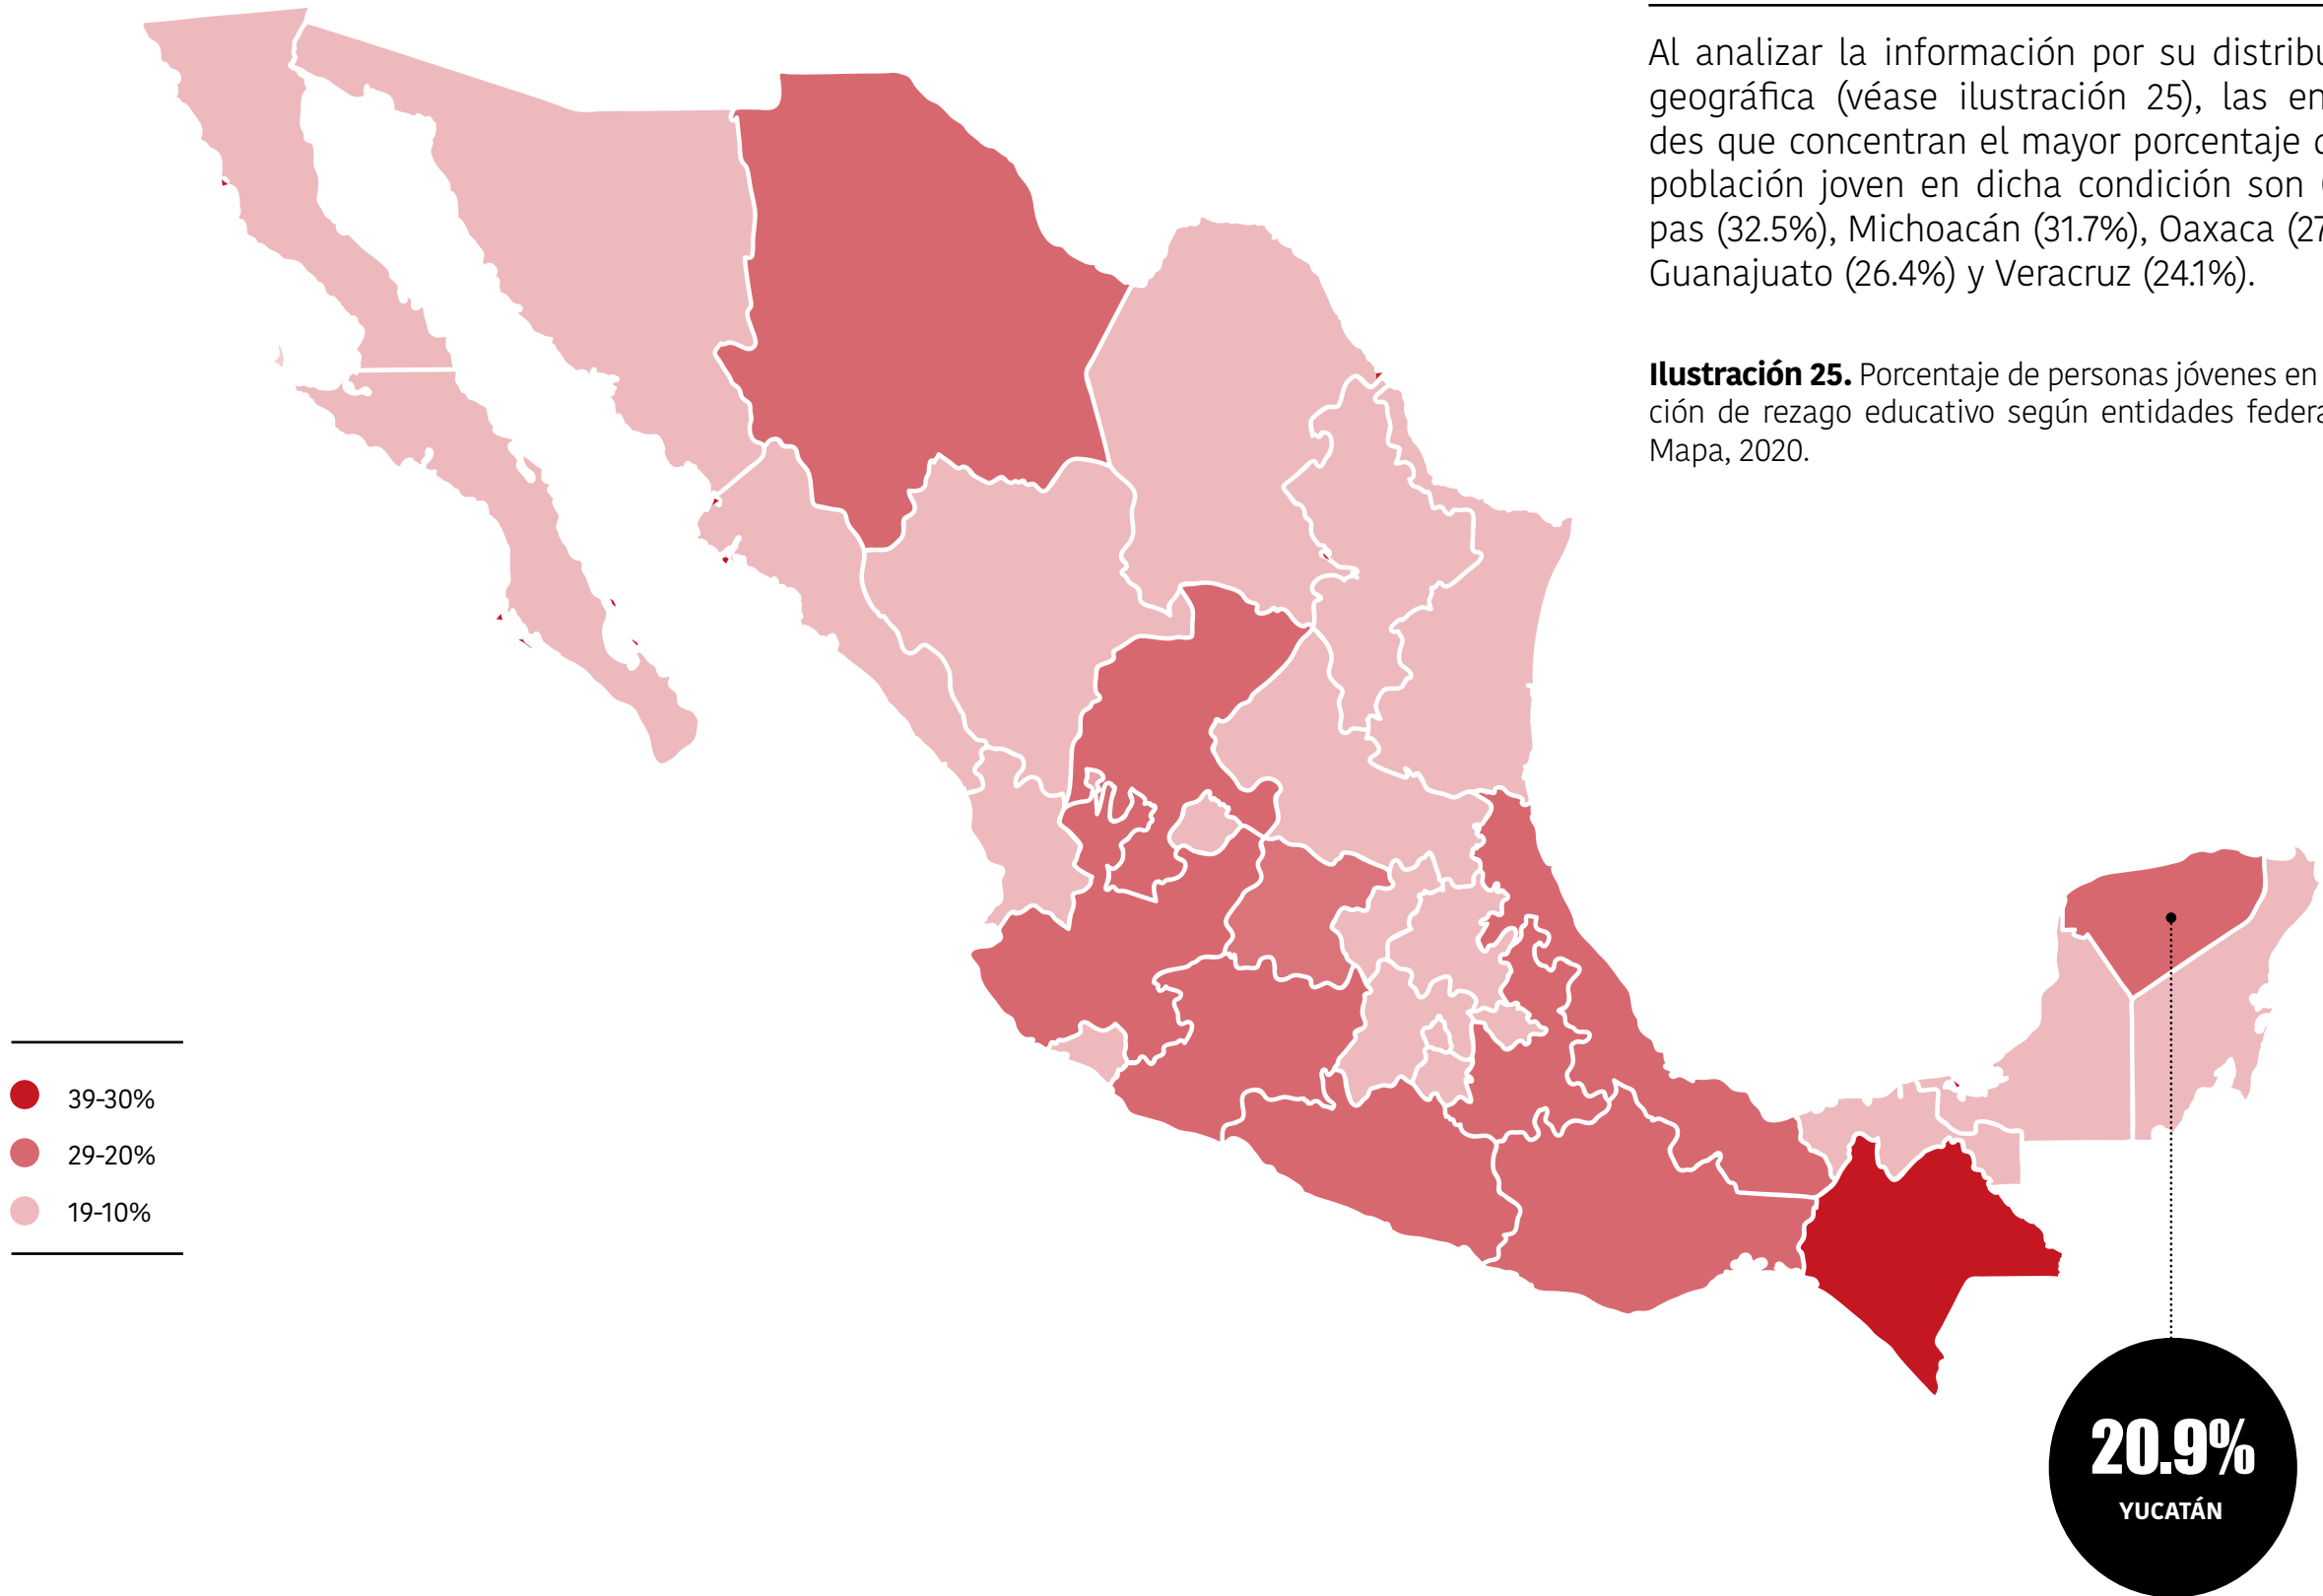 Al analizar la información por su distribu
geográfica (véase ilustración 25), las en
des que concentran el mayor porcentaje
población joven en dicha condición son
pas (32.5%), Michoacán (31.7%), Oaxaca (27
Guanajuato (26.4%) y Veracruz (24.1%).
Ilustración 25. Porcentaje de personas jóvenes en
ción de rezago educativo según entidades federa
Mapa, 2020.
39-30%
29-20%
19-10%
20.9%
YUCATÁN